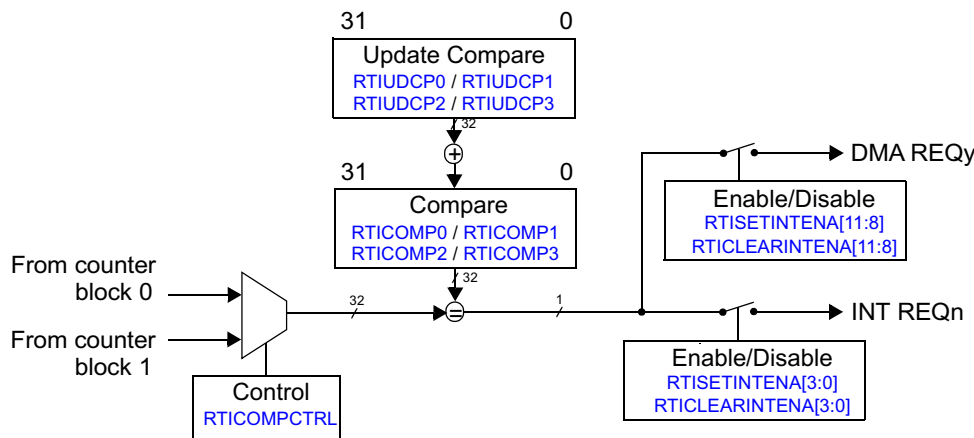 31 0
Update Compare
RTIUDCP0 / RTIUDCP1
RTIUDCP2 / RTIUDCP3
32
+
31 0
Compare
RTICOMP0 / RTICOMP1
RTICOMP2 / RTICOMP3
32
DMA REQy
Enable/Disable
RTISETINTENA[11:8]
RTICLEARINTENA[11:8]
From counter
block 0
32
=
1
INT REQn
From counter
block 1
Control
RTICOMPCTRL
Enable/Disable
RTISETINTENA[3:0]
RTICLEARINTENA[3:0]